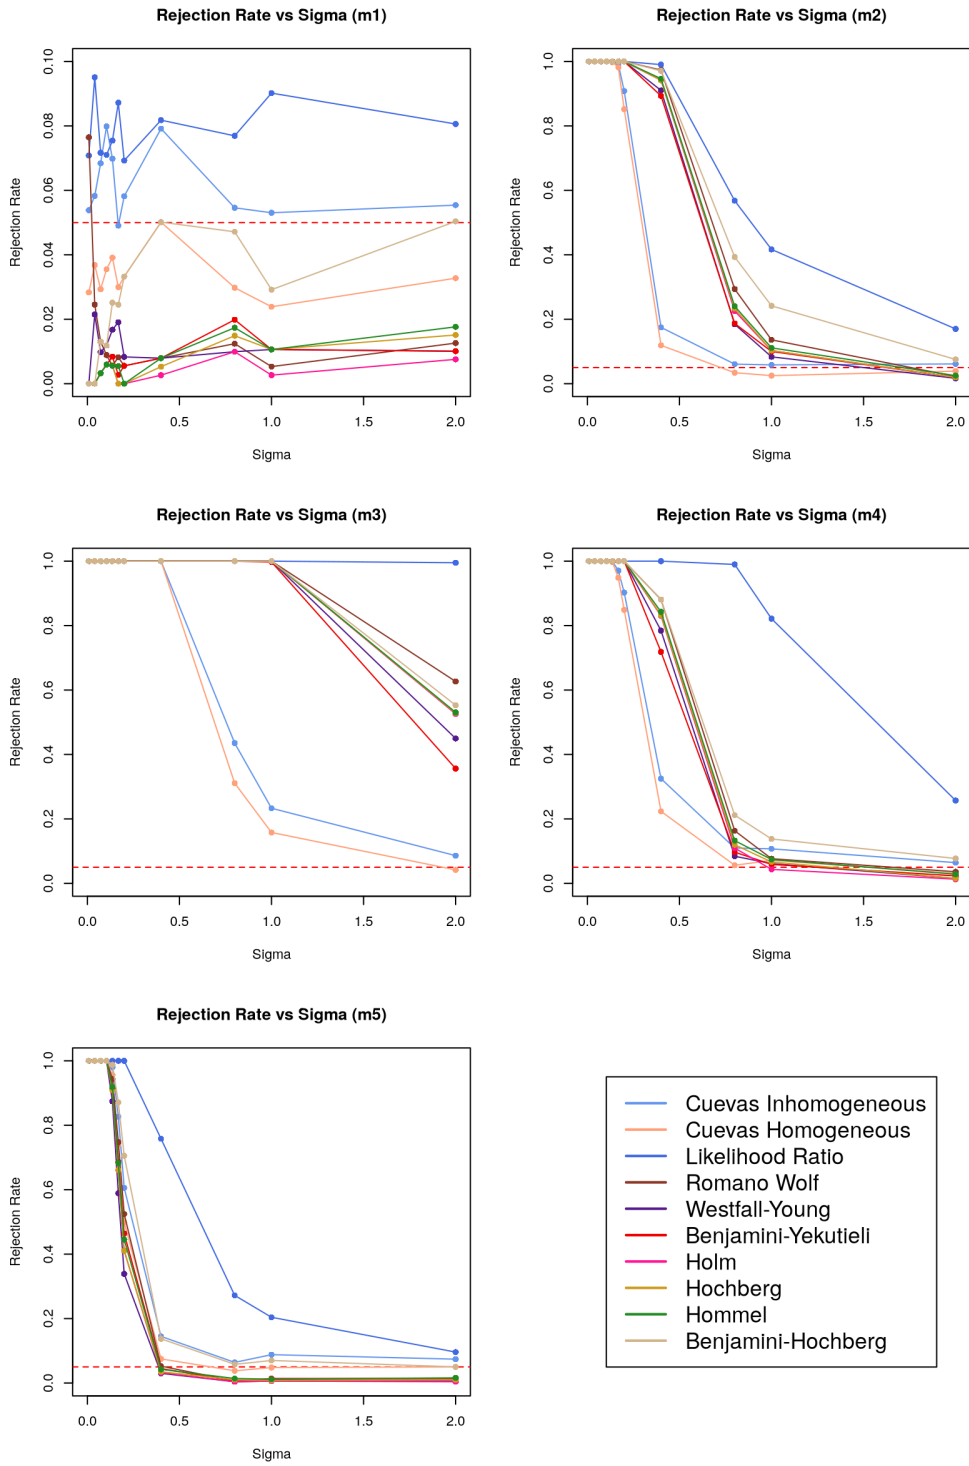 Rejection Rate vs Sigma (m1)
Rejection Rate
0.00
0.02
0.04
0.06
0.08
0.10
0.0 0.5 1.0 1.5 2.0
Sigma
Rejection Rate vs Sigma (m2)
Rejection Rate
0.0
0.2
0.4
0.6
0.8
1.0
0.0 0.5 1.0 1.5 2.0
Sigma
Rejection Rate vs Sigma (m3)
Rejection Rate
0.0
0.2
0.4
0.6
0.8
1.0
0.0 0.5 1.0 1.5 2.0
Sigma
Rejection Rate vs Sigma (m4)
Rejection Rate
0.0
0.2
0.4
0.6
0.8
1.0
0.0 0.5 1.0 1.5 2.0
Sigma
Rejection Rate vs Sigma (m5)
Rejection Rate
0.0
0.2
0.4
0.6
0.8
1.0
0.0 0.5 1.0 1.5 2.0
Sigma
Cuevas Inhomogeneous
Cuevas Homogeneous
Likelihood Ratio
Romano Wolf
Westfall-Young
Benjamini-Yekutieli
Holm
Hochberg
Hommel
Benjamini-Hochberg